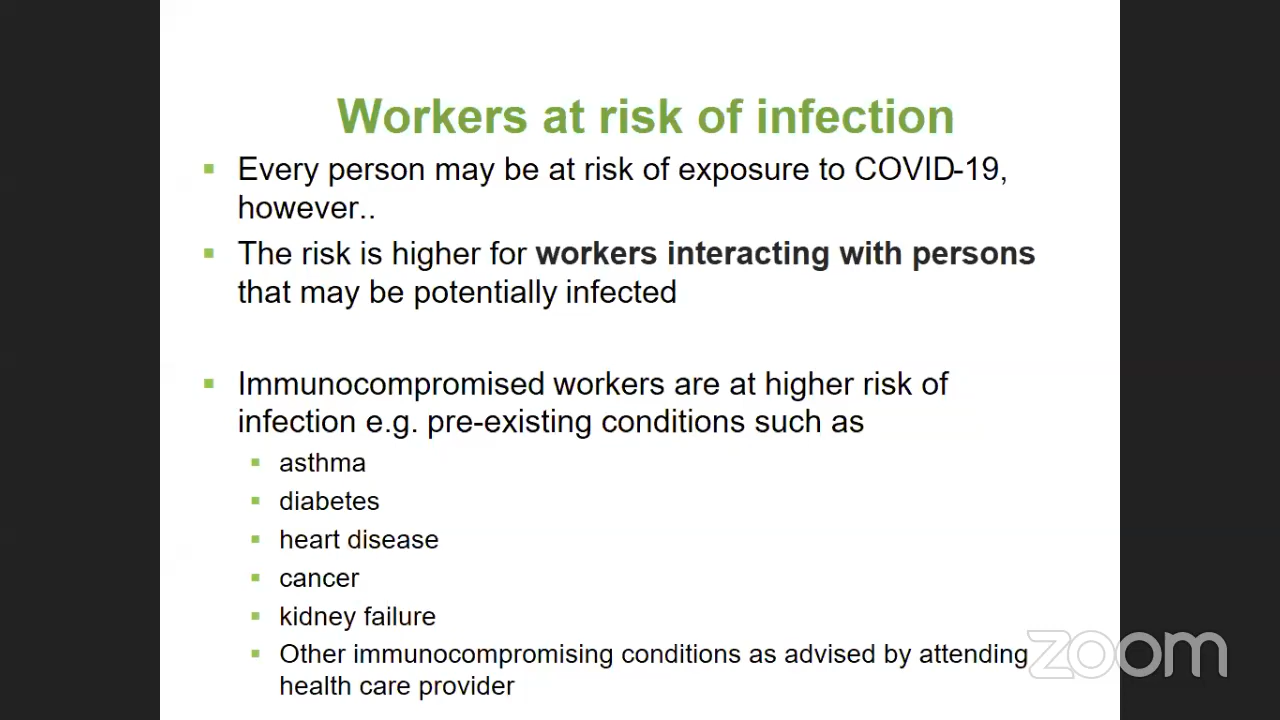 Workers at risk of infection
Every person may be at risk of exposure to COVID-19,
however..
The risk is higher for workers interacting with persons
that may be potentially infected
Immunocompromised workers are at higher risk of
infection e.g. pre-existing conditions such as
asthma
diabetes
heart disease
cancer
kidney failure
Other immunocompromising conditions as advised by attending
health care provider
zoom